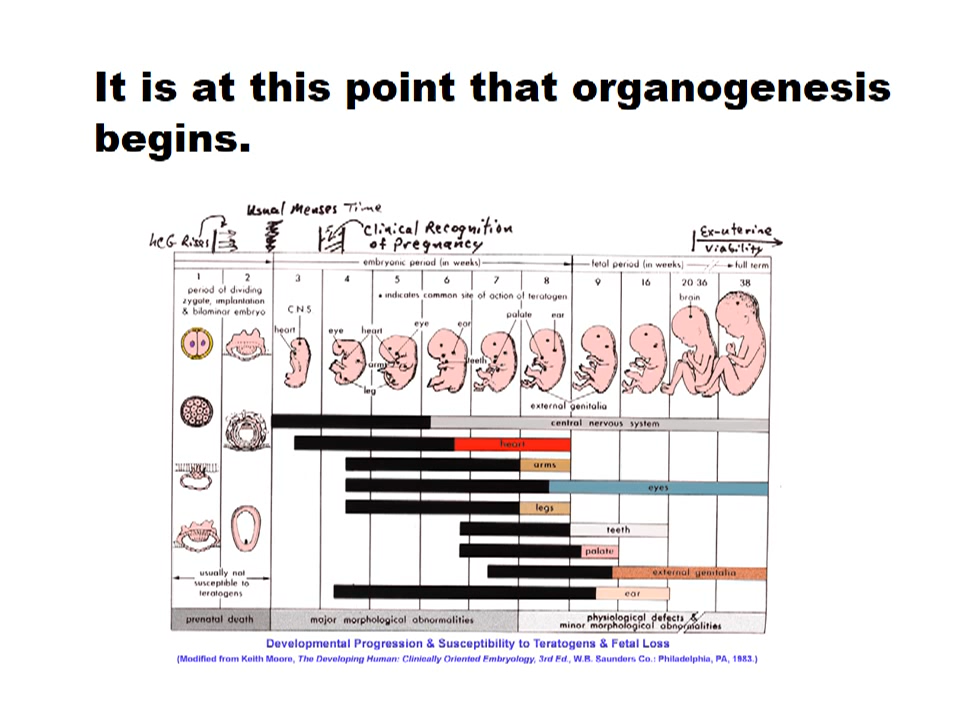 It is at this point that organogenesis
begins.
Usual Menses Time
hCG Rises
Clinical Recognition
of Pregnancy
Ex-uterine
Viability
embryonic period (in weeks)
fetal period (in weeks)
full term
1
2
3
4
5
6
7
8
9
16
20 36
38
period of dividing
zygote, implantation
& bilaminar embryo
• indicates common site of action of teratogen
brain
CNS
palate
ear
heart
eye
heart
eye
ear
arm
teeth
leg
external genitalia
central nervous system
heart
arms
eyes
legs
teeth
palate
external genitalia
ear
usually not
susceptible to
teratogens
prenatal death
major morphological abnormalities
physiological defects &
minor morphological abnormalities
Developmental Progression & Susceptibility to Teratogens & Fetal Loss
(Modified from Keith Moore, The Developing Human: Clinically Oriented Embryology, 3rd Ed., W.B. Saunders Co.: Philadelphia, PA, 1983.)